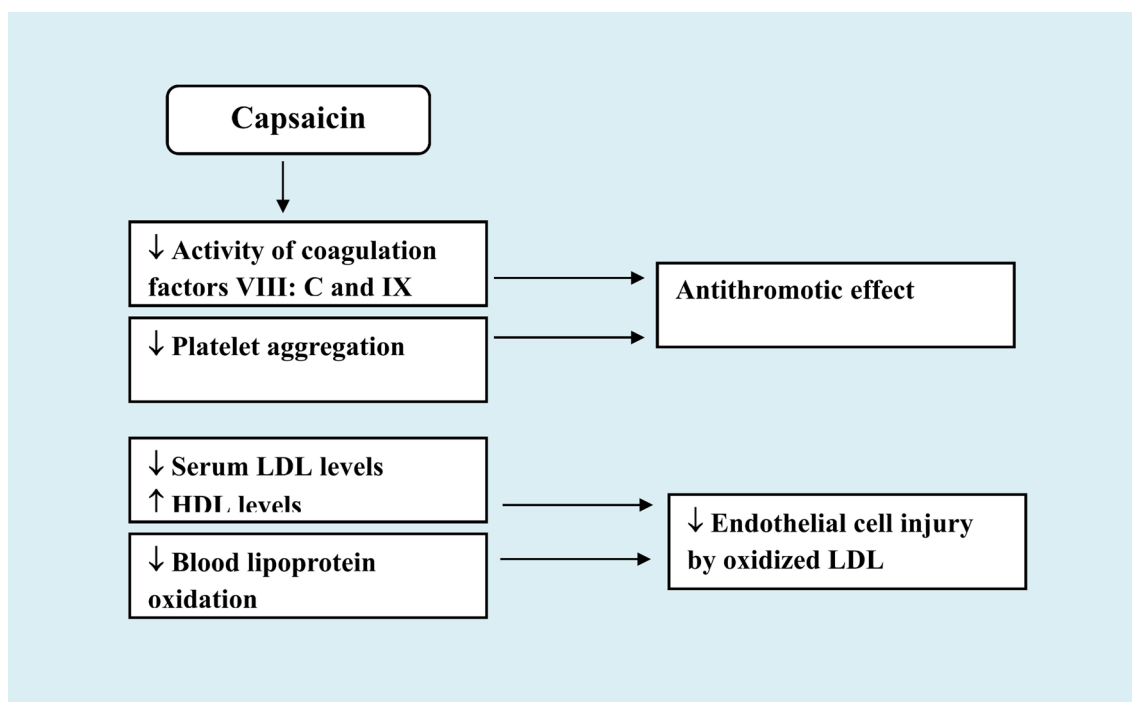 Capsaicin
↓ Activity of coagulation
factors VIII: C and IX
Antithromotic effect
↓ Platelet aggregation
↓ Serum LDL levels
↑ HDL levels
↓ Endothelial cell injury
by oxidized LDL
↓ Blood lipoprotein
oxidation